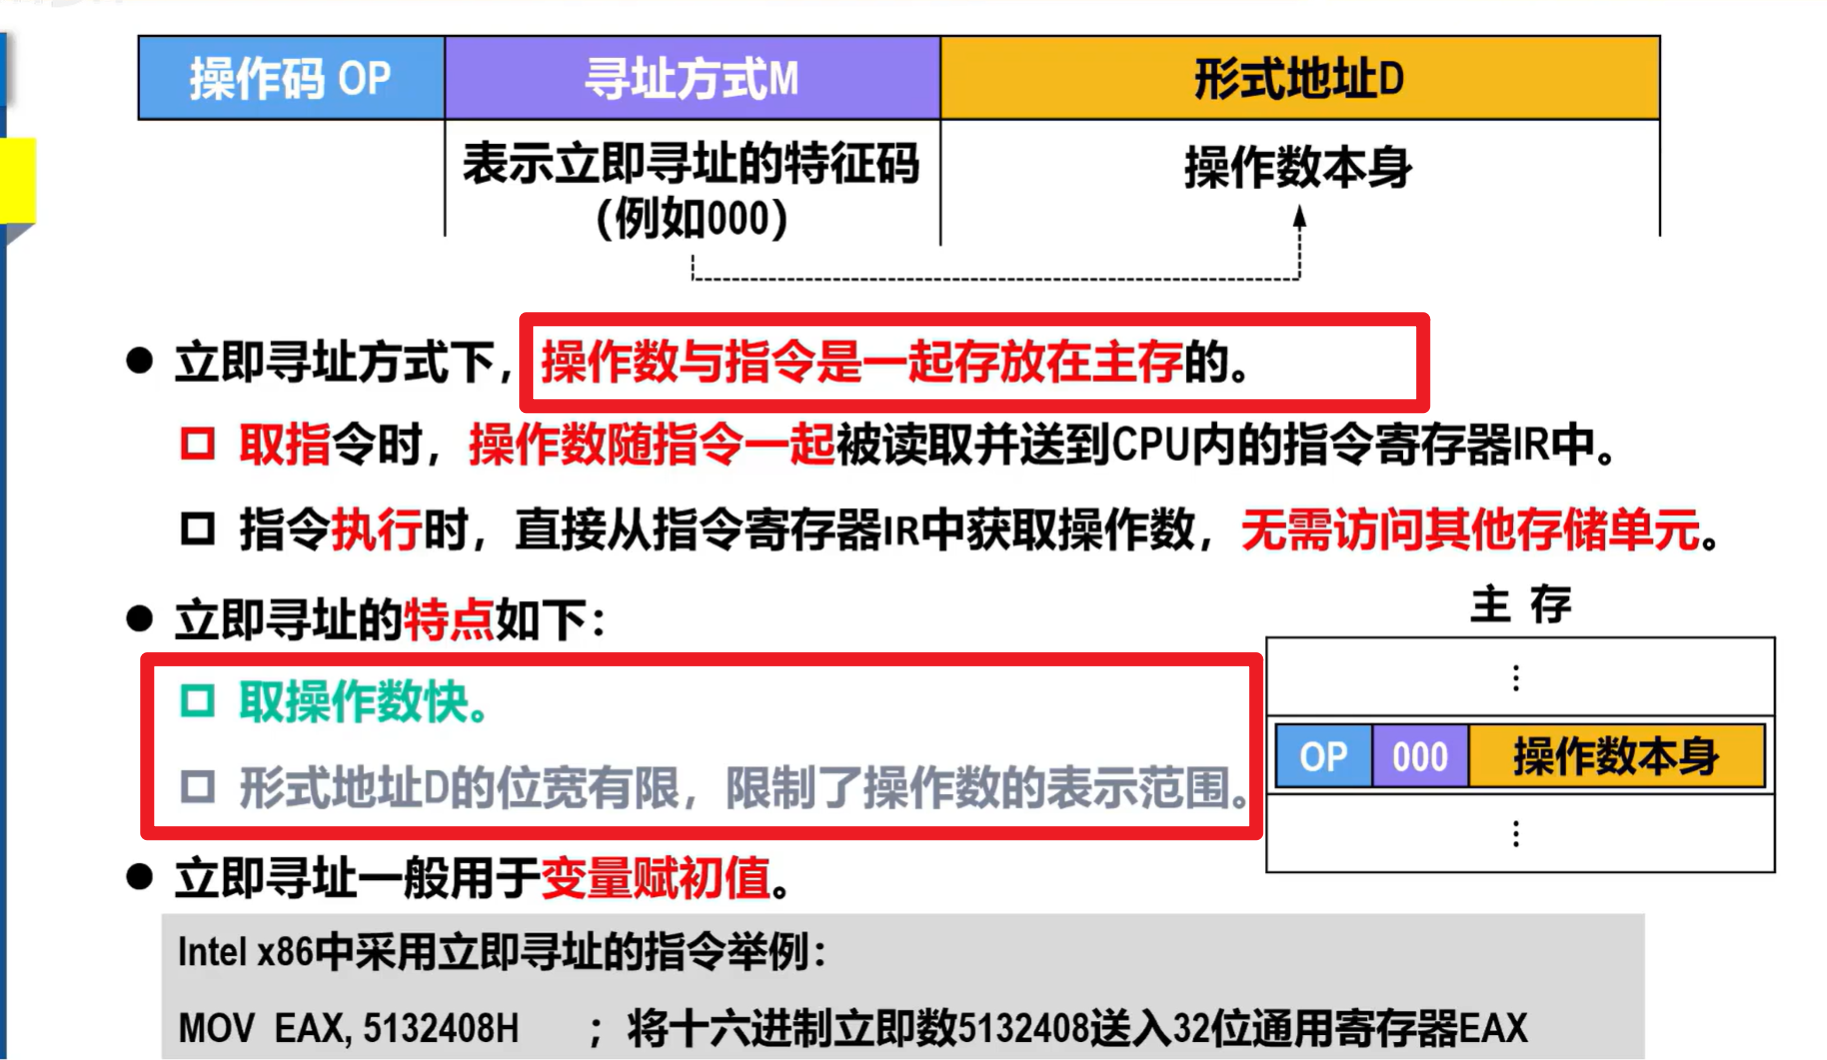 操作码 OP 寻址方式M 形式地址D
表示立即寻址的特征码 操作数本身
(例如000)
● 立即寻址方式下，操作数与指令是一起存放在主存的。
□ 取指令时，操作数随指令一起被读取并送到CPU内的指令寄存器IR中。
□ 指令执行时，直接从指令寄存器IR中获取操作数，无需访问其他存储单元。
● 立即寻址的特点如下：
□ 取操作数快。
□ 形式地址D的位宽有限，限制了操作数的表示范围。
主 存
⋮
OP 000 操作数本身
⋮
● 立即寻址一般用于变量赋初值。
Intel x86中采用立即寻址的指令举例：
MOV EAX, 5132408H ；将十六进制立即数5132408送入32位通用寄存器EAX